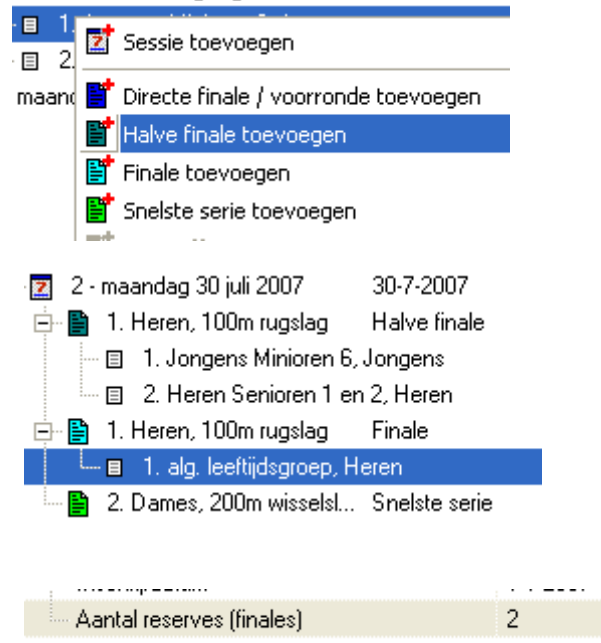 1.
Sessie toevoegen
2.
Directe finale / voorronde toevoegen
Halve finale toevoegen
Finale toevoegen
Snelste serie toevoegen
2 - maandag 30 juli 2007 30-7-2007
1. Heren, 100m rugslag Halve finale
1. Jongens Minioren 6, Jongens
2. Heren Senioren 1 en 2, Heren
1. Heren, 100m rugslag Finale
1. alg. leeftijdsgroep, Heren
2. Dames, 200m wisselsl... Snelste serie
Aantal reserves (finales) 2